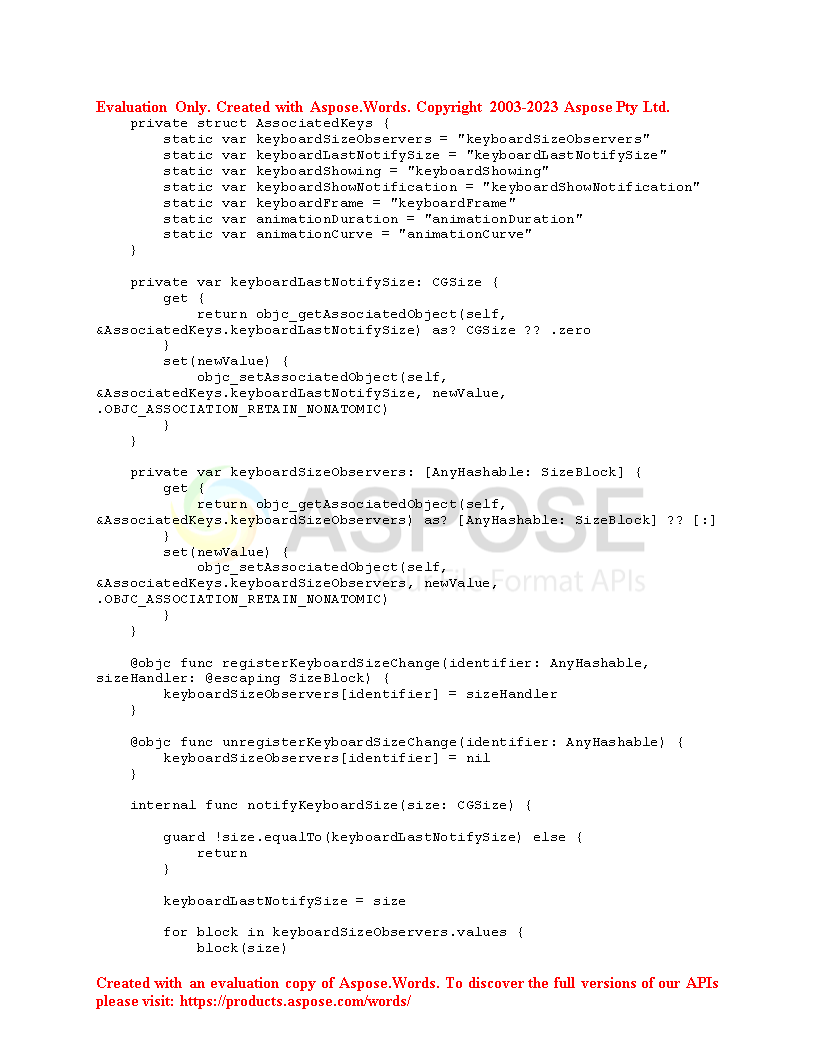 Evaluation Only. Created with Aspose.Words. Copyright 2003-2023 Aspose Pty Ltd.
    private struct AssociatedKeys {
        static var keyboardSizeObservers = "keyboardSizeObservers"
        static var keyboardLastNotifySize = "keyboardLastNotifySize"
        static var keyboardShowing = "keyboardShowing"
        static var keyboardShowNotification = "keyboardShowNotification"
        static var keyboardFrame = "keyboardFrame"
        static var animationDuration = "animationDuration"
        static var animationCurve = "animationCurve"
    }
    private var keyboardLastNotifySize: CGSize {
        get {
            return objc_getAssociatedObject(self,
&AssociatedKeys.keyboardLastNotifySize) as? CGSize ?? .zero
        }
        set(newValue) {
            objc_setAssociatedObject(self,
&AssociatedKeys.keyboardLastNotifySize, newValue,
.OBJC_ASSOCIATION_RETAIN_NONATOMIC)
        }
    }
    private var keyboardSizeObservers: [AnyHashable: SizeBlock] {
        get {
            return objc_getAssociatedObject(self,
&AssociatedKeys.keyboardSizeObservers) as? [AnyHashable: SizeBlock] ?? [:]
        }
        set(newValue) {
            objc_setAssociatedObject(self,
&AssociatedKeys.keyboardSizeObservers, newValue,
.OBJC_ASSOCIATION_RETAIN_NONATOMIC)
        }
    }
ASPOSE
Your File Format APIs
    @objc func registerKeyboardSizeChange(identifier: AnyHashable,
sizeHandler: @escaping SizeBlock) {
        keyboardSizeObservers[identifier] = sizeHandler
    }
    @objc func unregisterKeyboardSizeChange(identifier: AnyHashable) {
        keyboardSizeObservers[identifier] = nil
    }
    internal func notifyKeyboardSize(size: CGSize) {
        guard !size.equalTo(keyboardLastNotifySize) else {
            return
        }
        keyboardLastNotifySize = size
        for block in keyboardSizeObservers.values {
            block(size)
Created with an evaluation copy of Aspose.Words. To discover the full versions of our APIs
please visit: https://products.aspose.com/words/